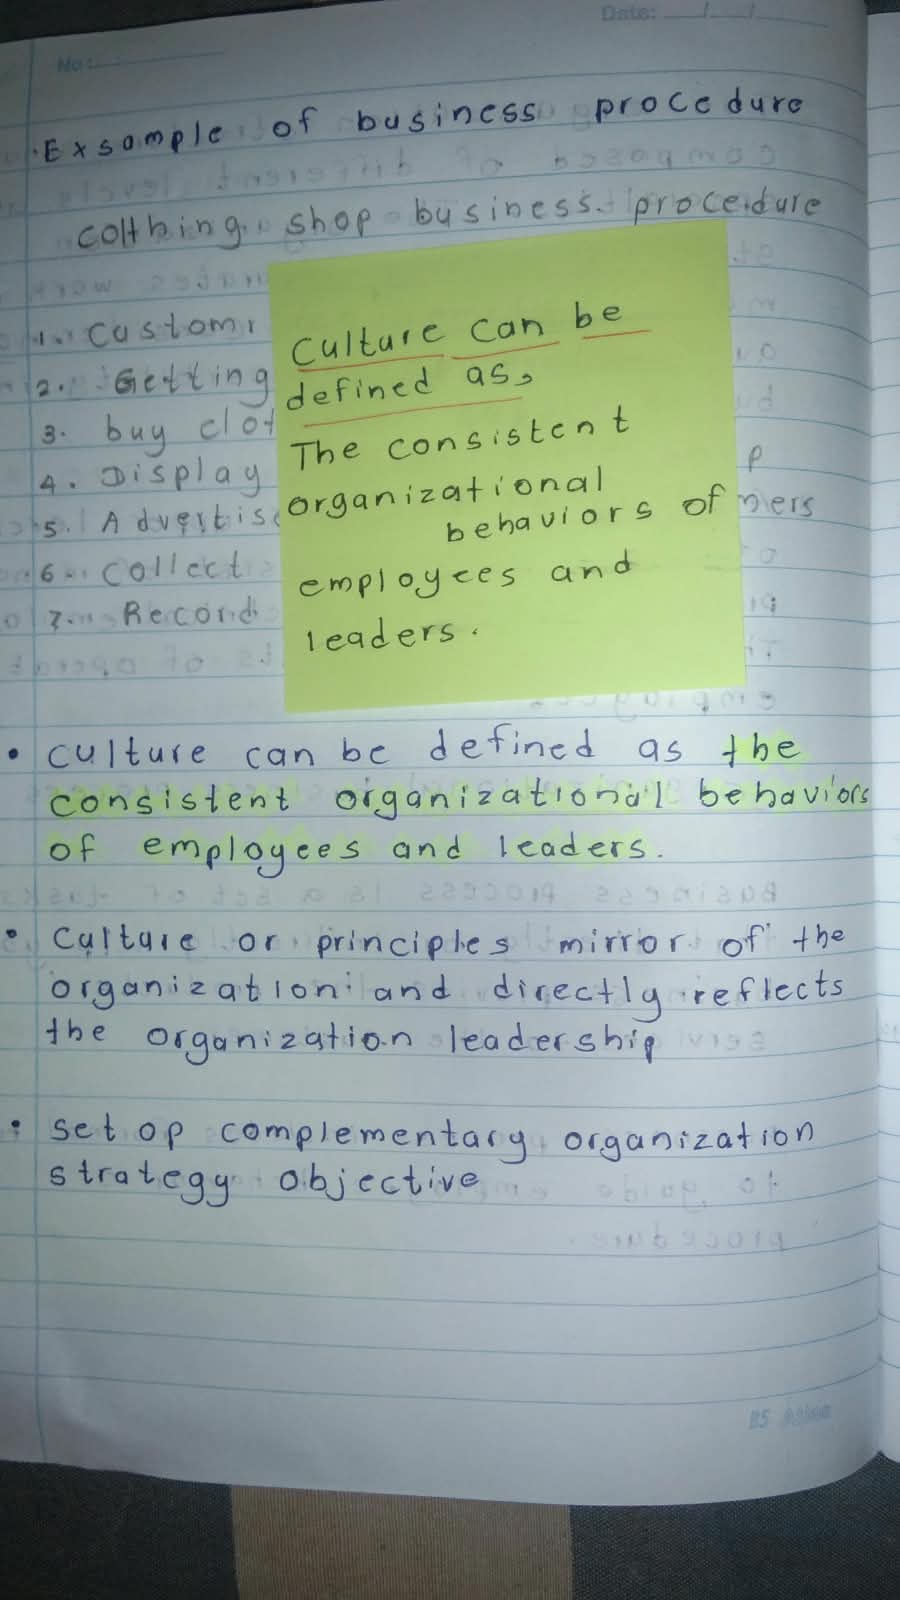 No:
Date:
Exsample of business procedure
colthing shop business procedure
1. Custom
2. Getting
3. buy clot
4. Display
5. Advertis
6. Collect
7. Record
p
ners
Culture can be
defined as,
The consistent
organizational
behaviors of
employees and
leaders.
• culture can be defined as the
consistent organizational behaviors
of employees and leaders.
• culture or principles mirror of the
organization and directly reflects
the organization leadership
• set op complementary organization
strategy objective
B5